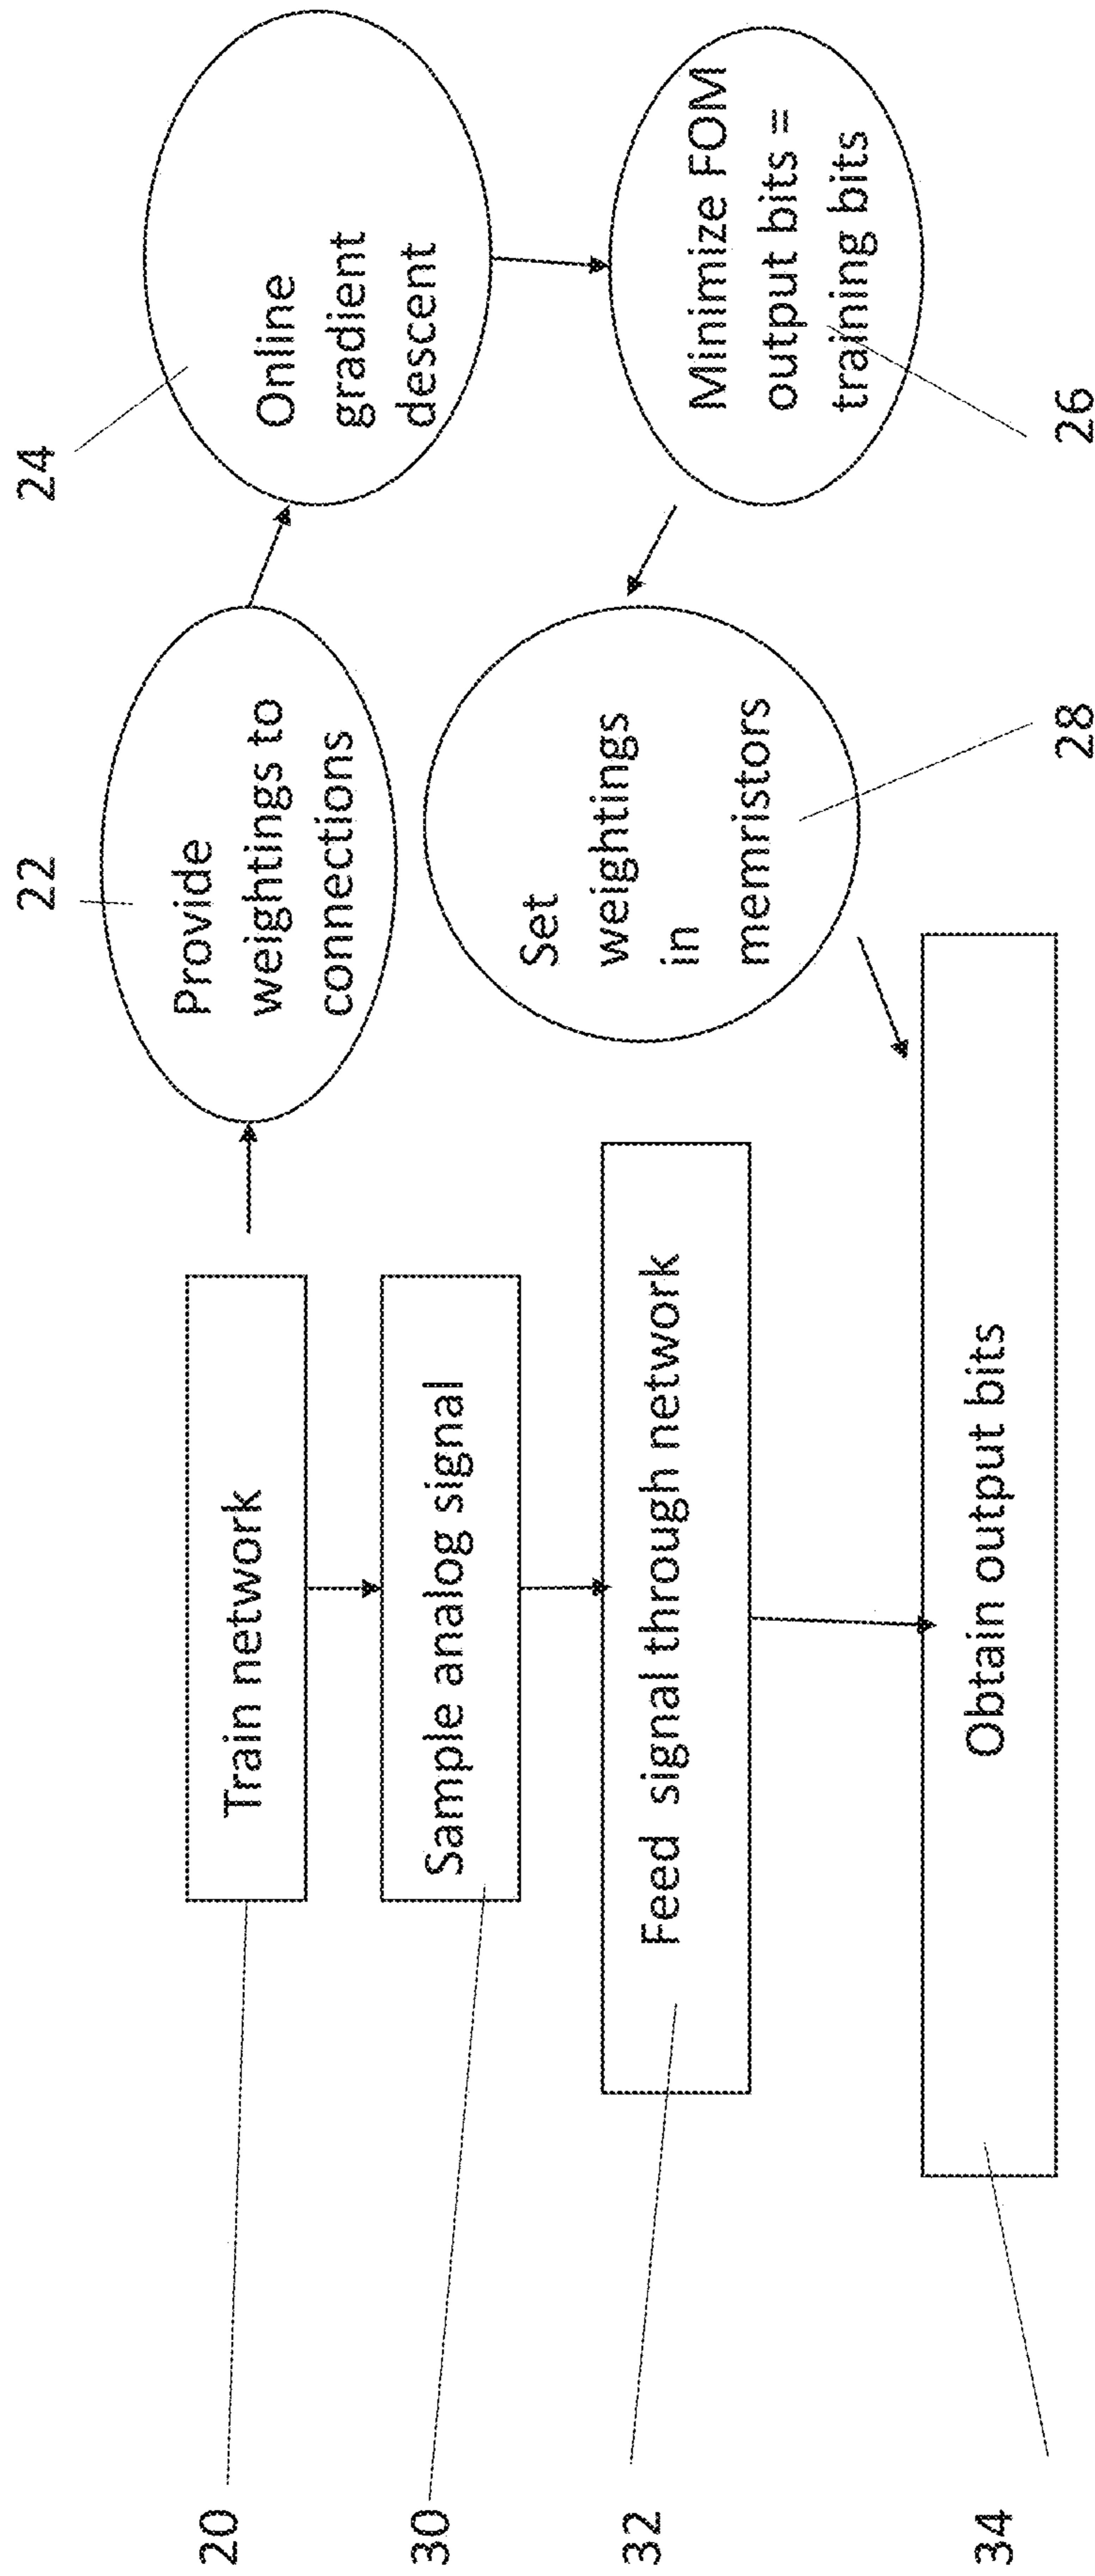 20
Train network
30
Sample analog signal
32
Feed signal through network
34
Obtain output bits
22
Provide
weightings to
connections
24
Online
gradient
descent
Minimize FOM
output bits =
training bits
26
Set
weightings
in
memristors
28